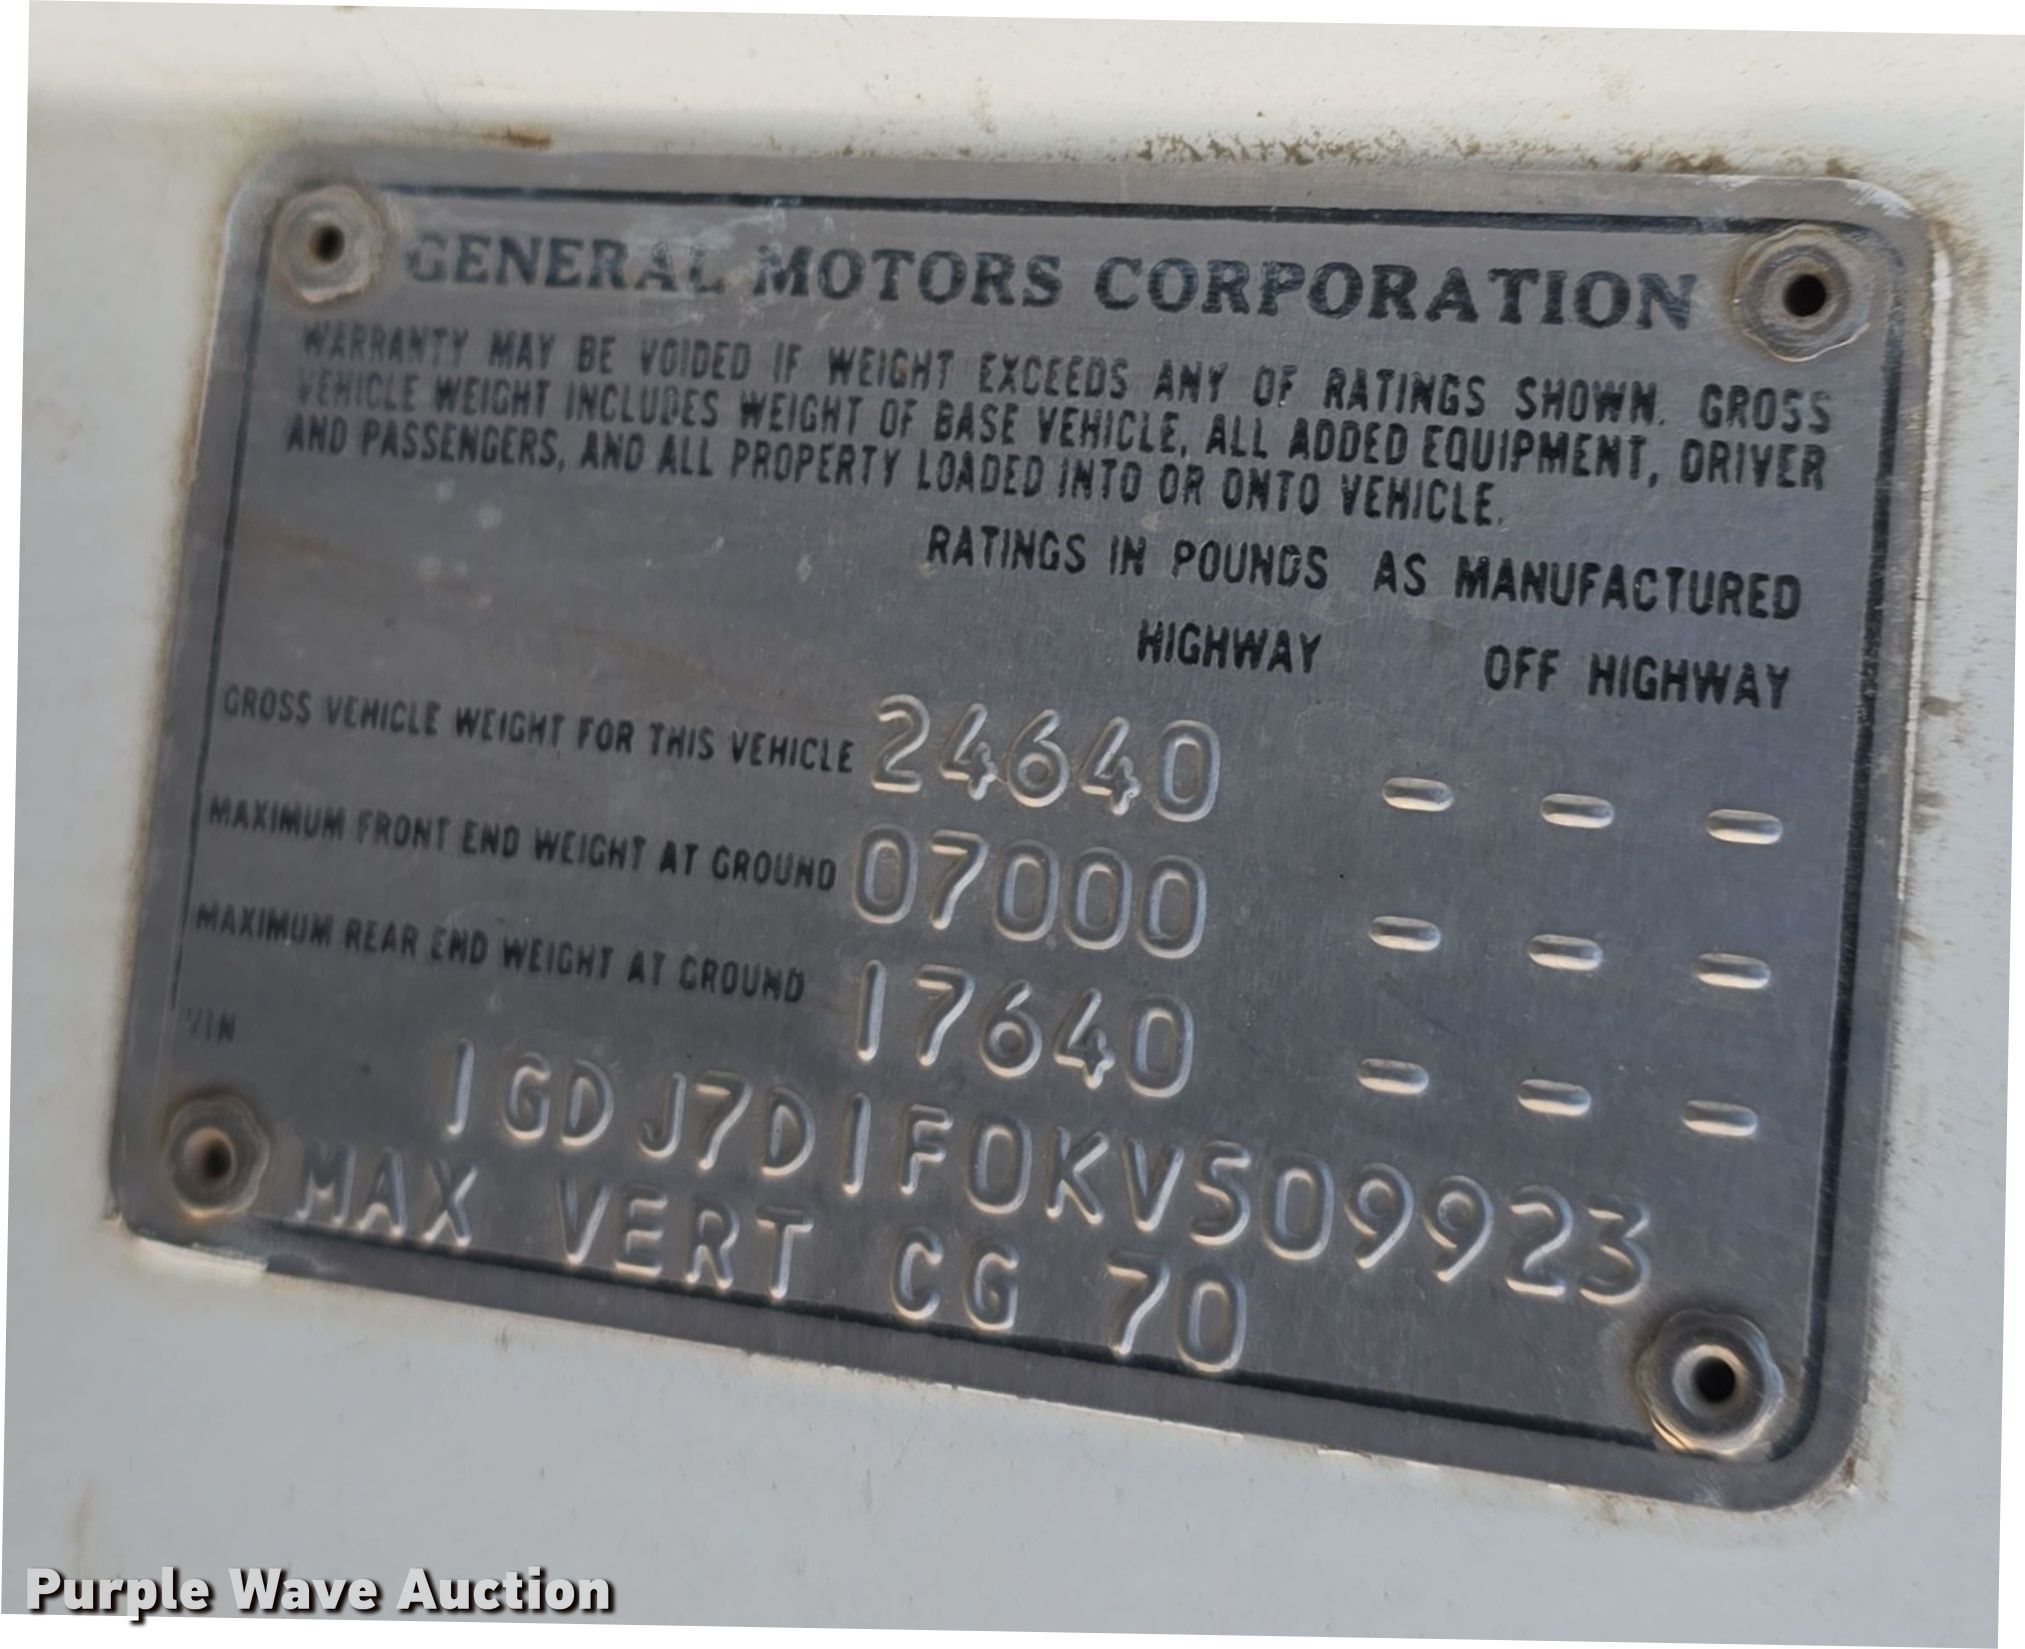 GENERAL MOTORS CORPORATION
WARRANTY MAY BE VOIDED IF WEIGHT EXCEEDS ANY OF RATINGS SHOWN. GROSS
VEHICLE WEIGHT INCLUDES WEIGHT OF BASE VEHICLE, ALL ADDED EQUIPMENT, DRIVER
AND PASSENGERS, AND ALL PROPERTY LOADED INTO OR ONTO VEHICLE.
RATINGS IN POUNDS AS MANUFACTURED
HIGHWAY OFF HIGHWAY
GROSS VEHICLE WEIGHT FOR THIS VEHICLE 24640 - - -
MAXIMUM FRONT END WEIGHT AT GROUND 07000 - - -
MAXIMUM REAR END WEIGHT AT GROUND 17640 - - -
VIN
1GDJ7D1F0KV509923
MAX VERT CG 70
Purple Wave Auction